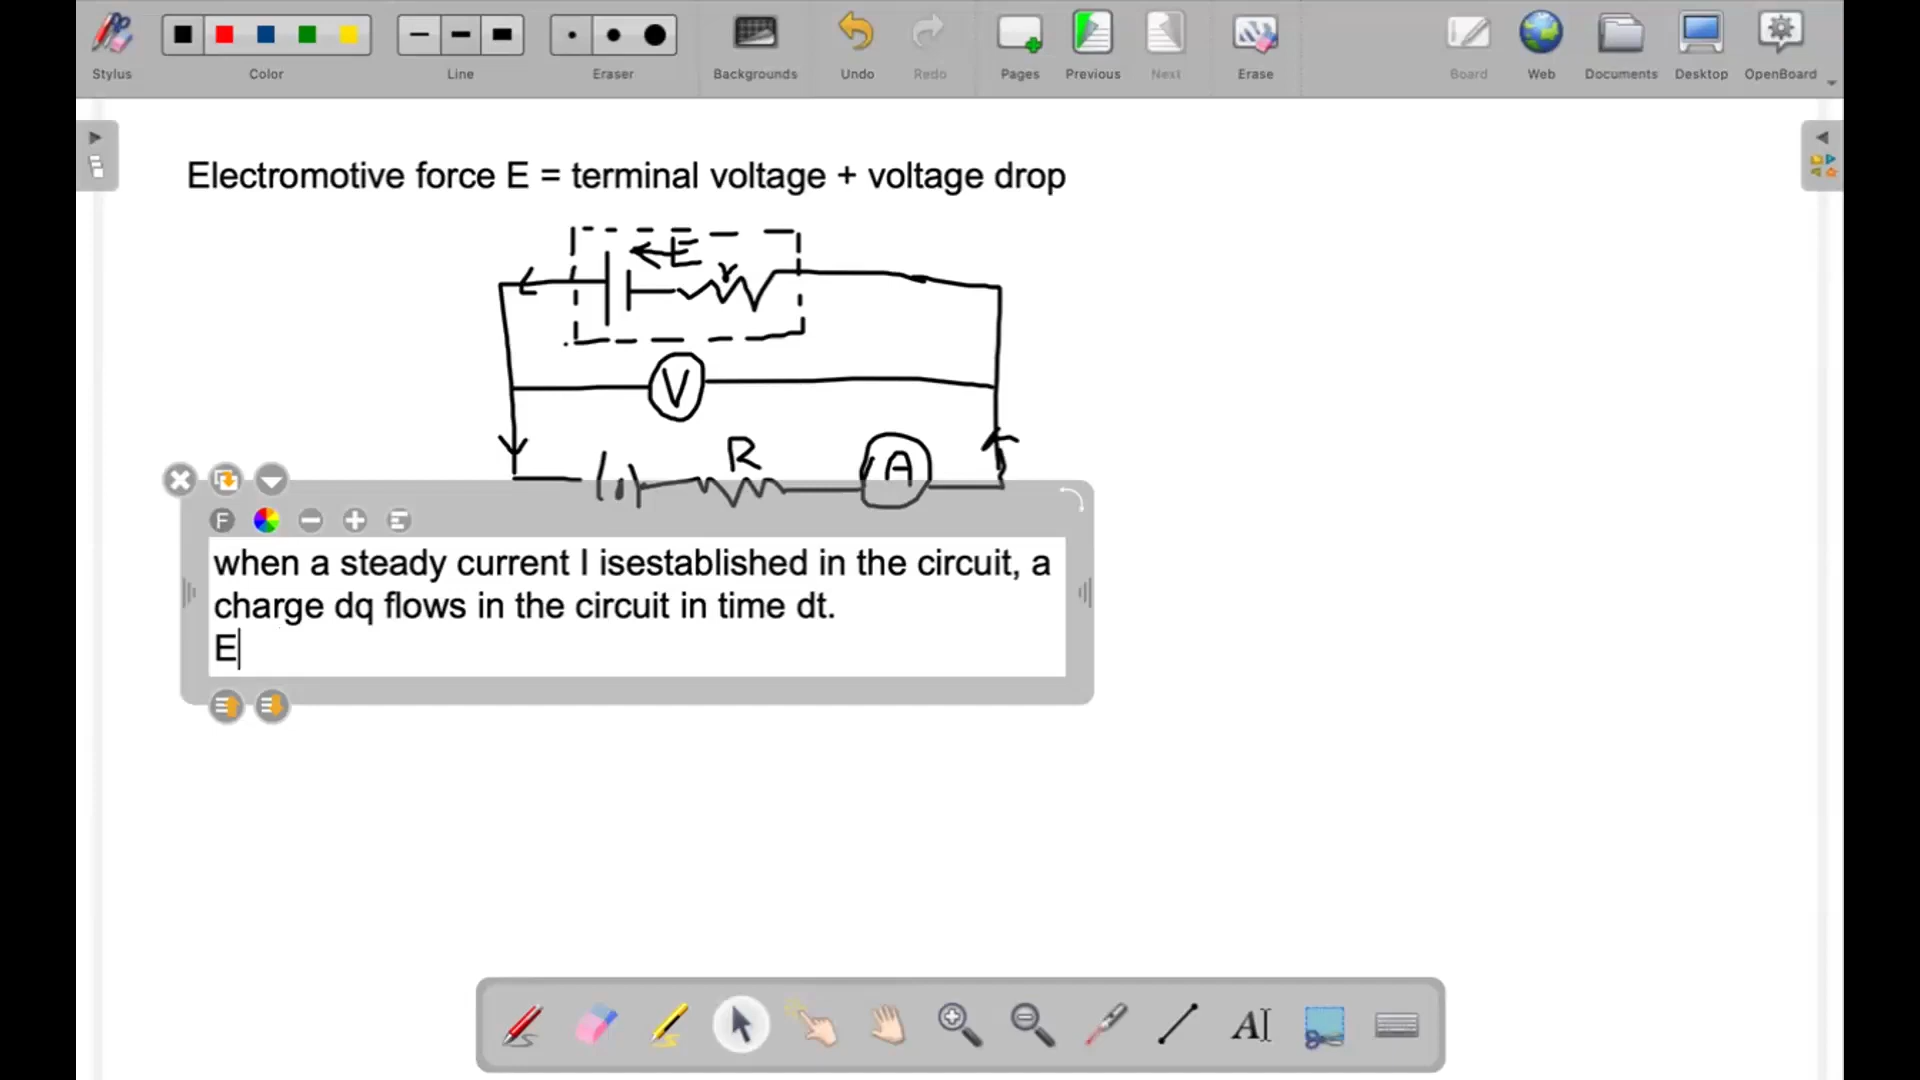 Stylus
Color
Line
Eraser
Backgrounds
Undo
Redo
Pages
Previous
Next
Erase
Board
Web
Documents
Desktop
OpenBoard
Electromotive force E = terminal voltage + voltage drop
E
r
V
R
A
F
when a steady current I isestablished in the circuit, a
charge dq flows in the circuit in time dt.
E
A